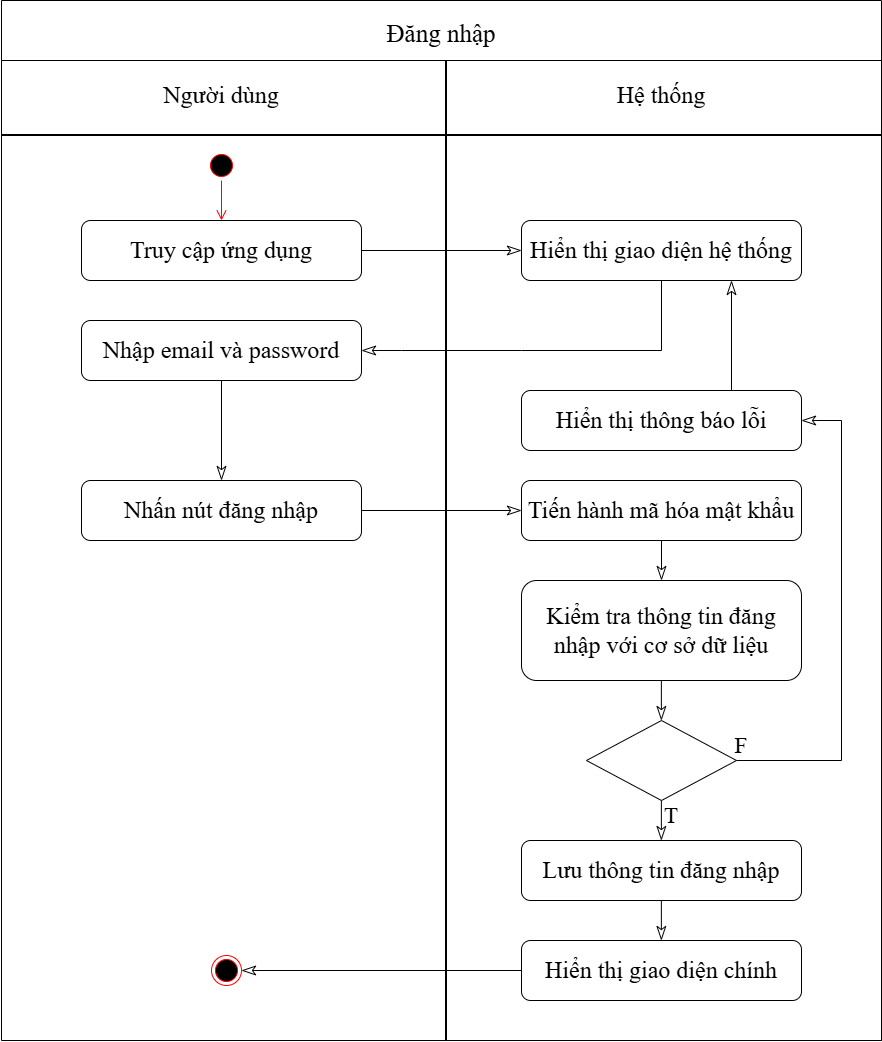 Đăng nhập
Người dùng
Hệ thống
Truy cập ứng dụng
Hiển thị giao diện hệ thống
Nhập email và password
Hiển thị thông báo lỗi
Nhấn nút đăng nhập
Tiến hành mã hóa mật khẩu
Kiểm tra thông tin đăng
nhập với cơ sở dữ liệu
F
T
Lưu thông tin đăng nhập
Hiển thị giao diện chính